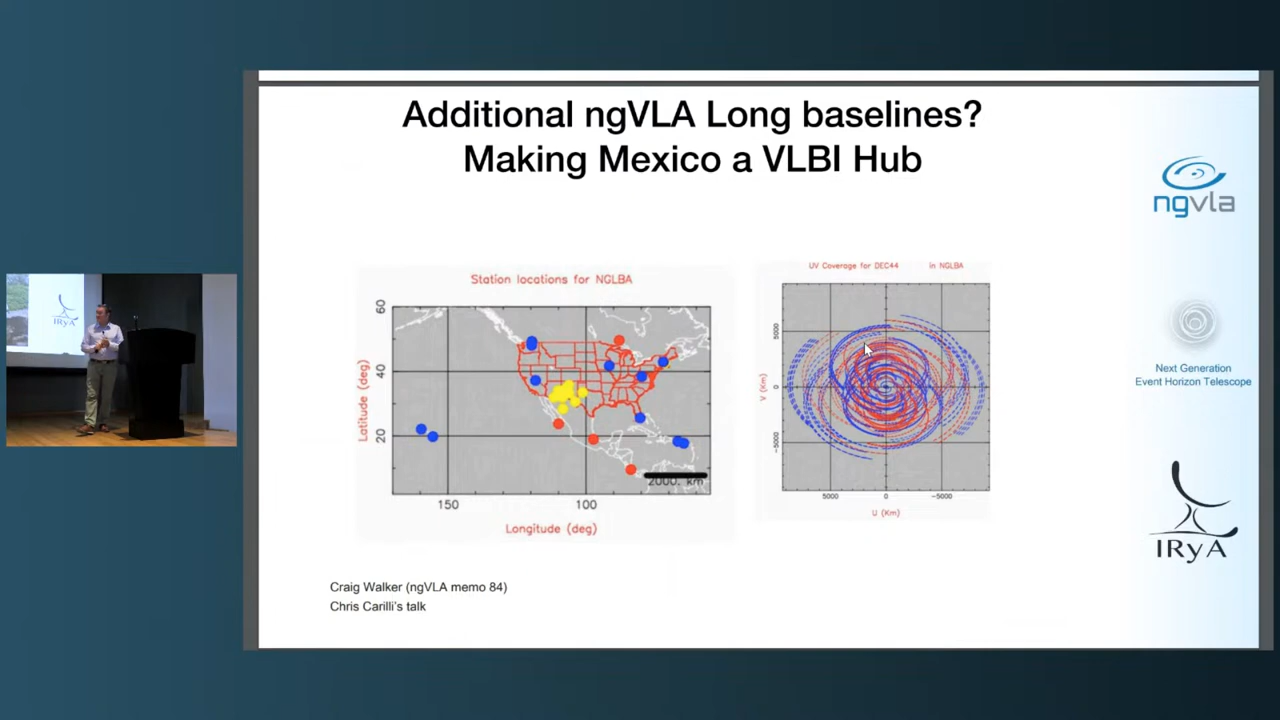 Additional ngVLA Long baselines?
Making Mexico a VLBI Hub
ngvla
Station locations for NGLBA
60
40
20
Latitude (deg)
150
100
2000. km
Longitude (deg)
UV Coverage for DEC44 in NGLBA
5000
0
-5000
V (Km)
5000
0
-5000
U (Km)
Next Generation
Event Horizon Telescope
IRyA
IRyA
Craig Walker (ngVLA memo 84)
Chris Carilli's talk